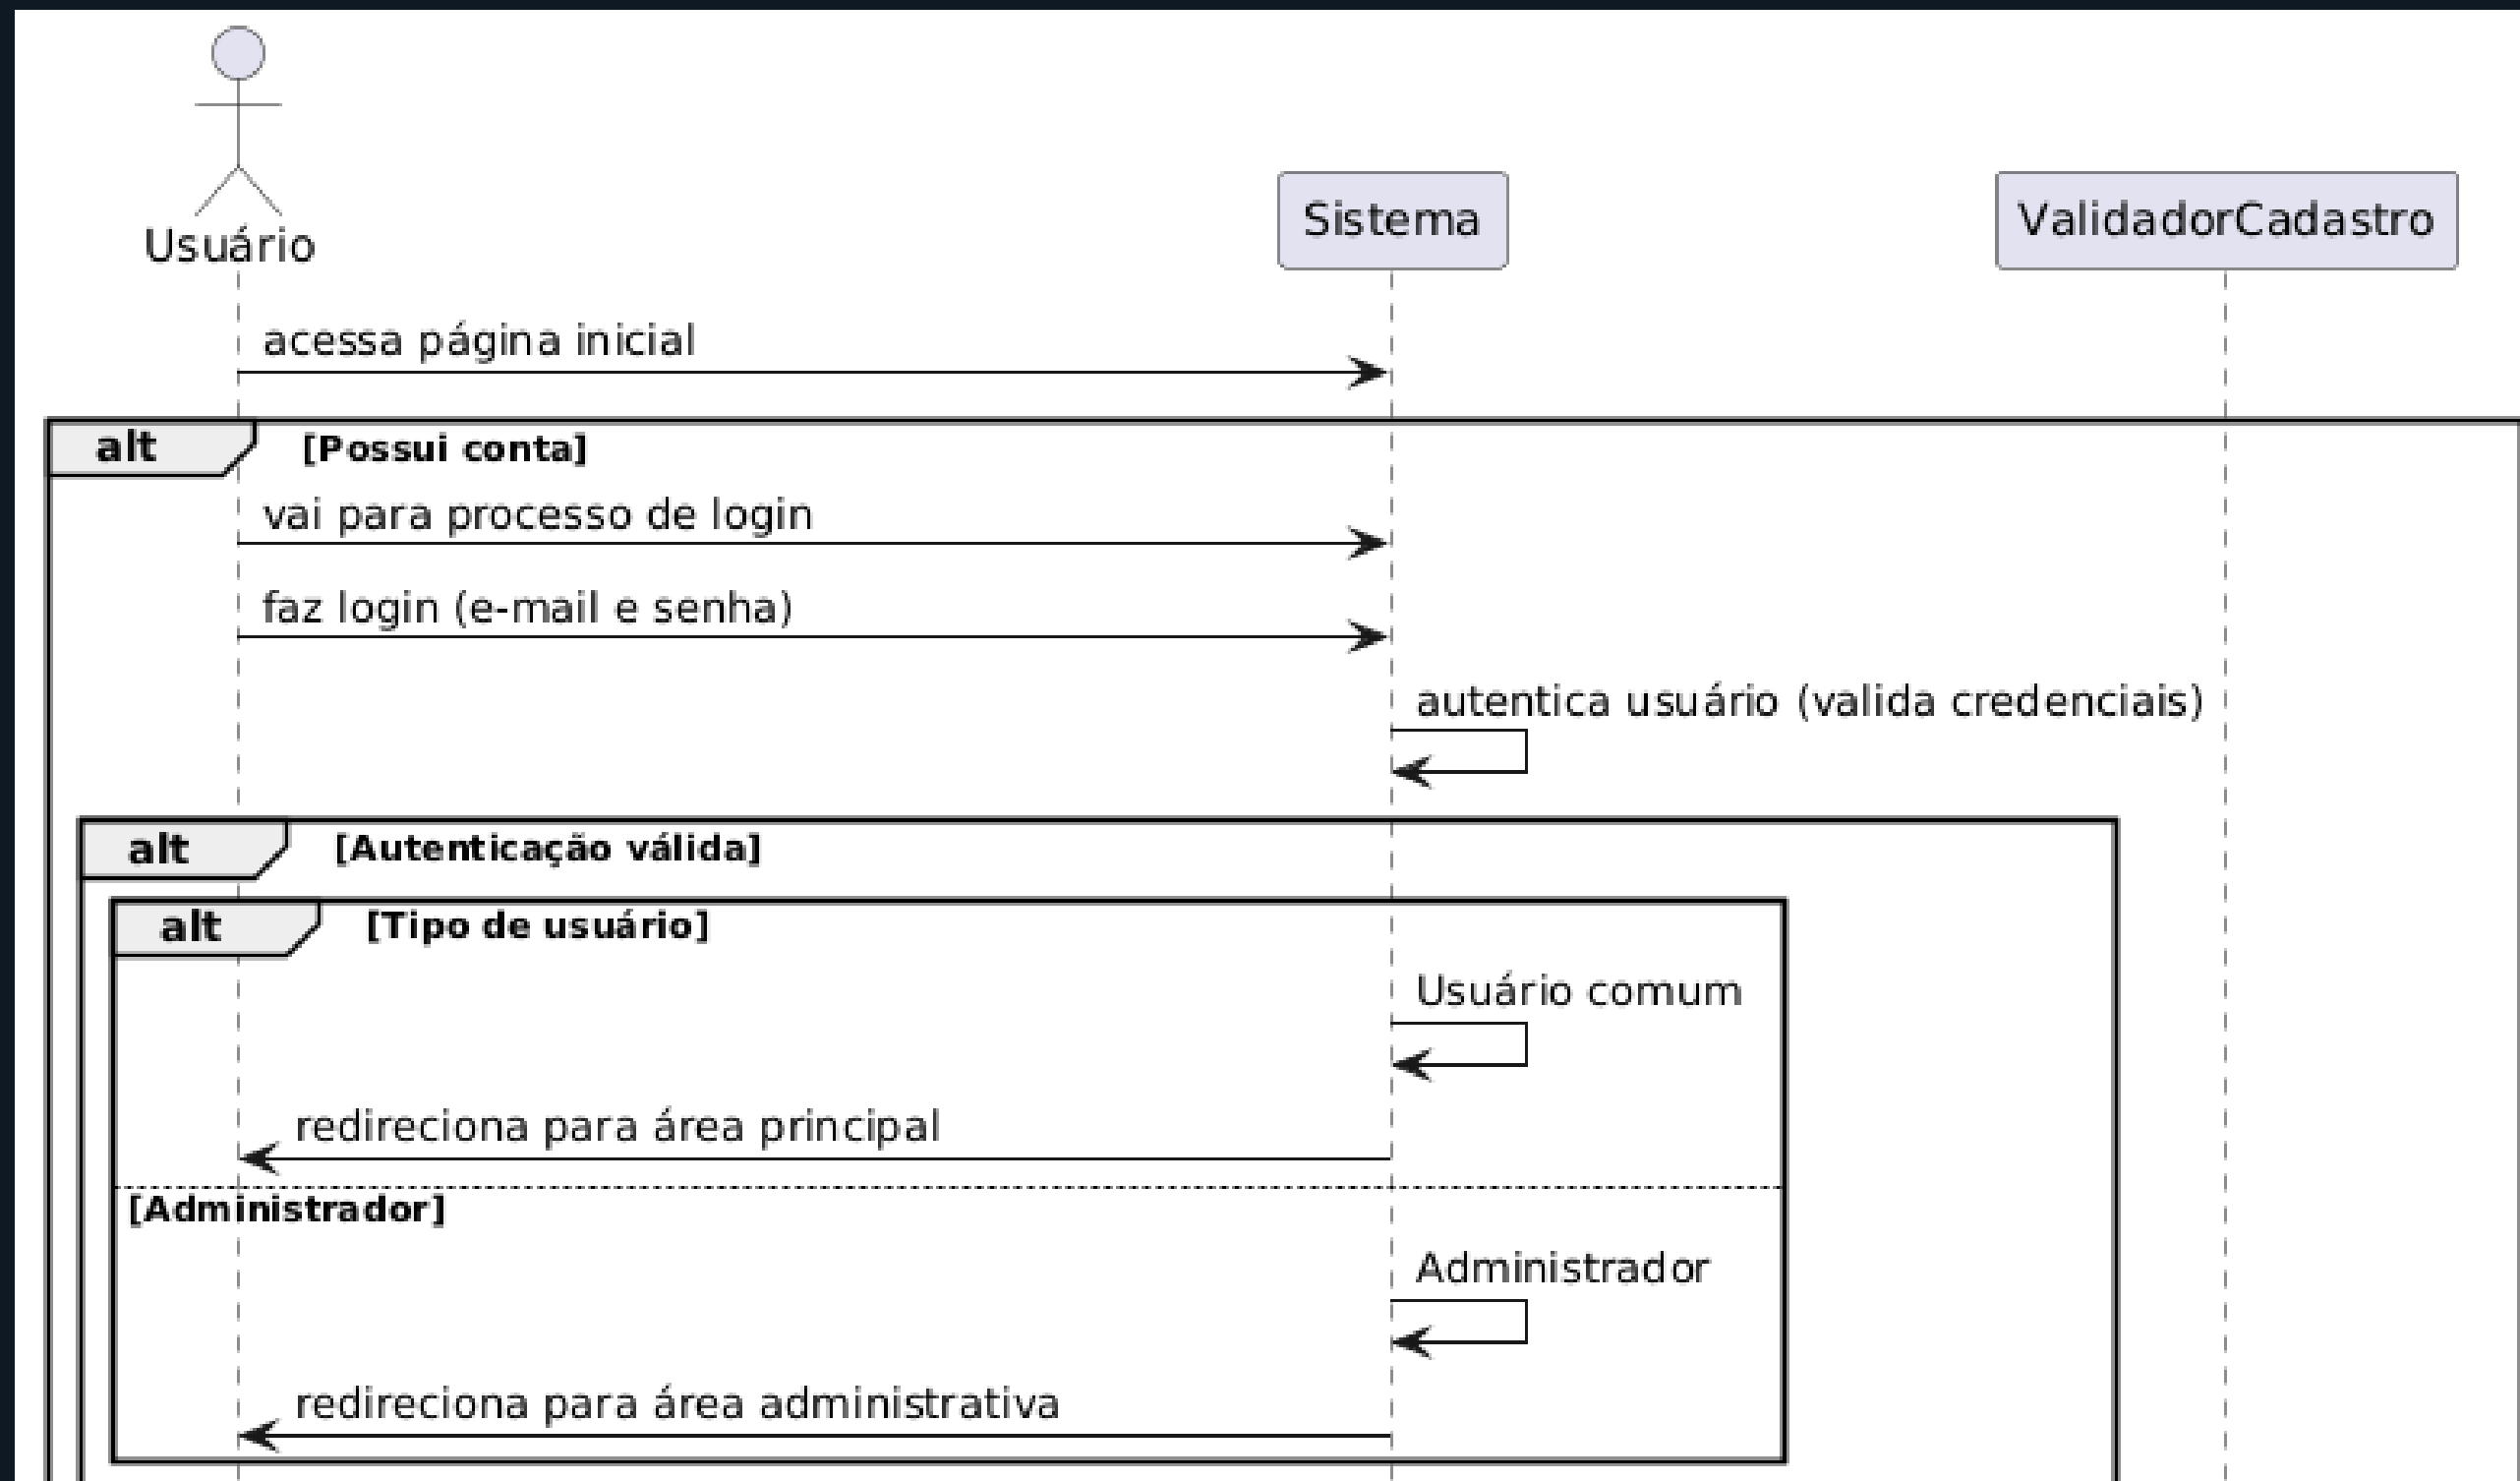 Usuário
Sistema
ValidadorCadastro
acessa página inicial
alt [Possui conta]
vai para processo de login
faz login (e-mail e senha)
autentica usuário (valida credenciais)
alt [Autenticação válida]
alt [Tipo de usuário]
Usuário comum
redireciona para área principal
[Administrador]
Administrador
redireciona para área administrativa